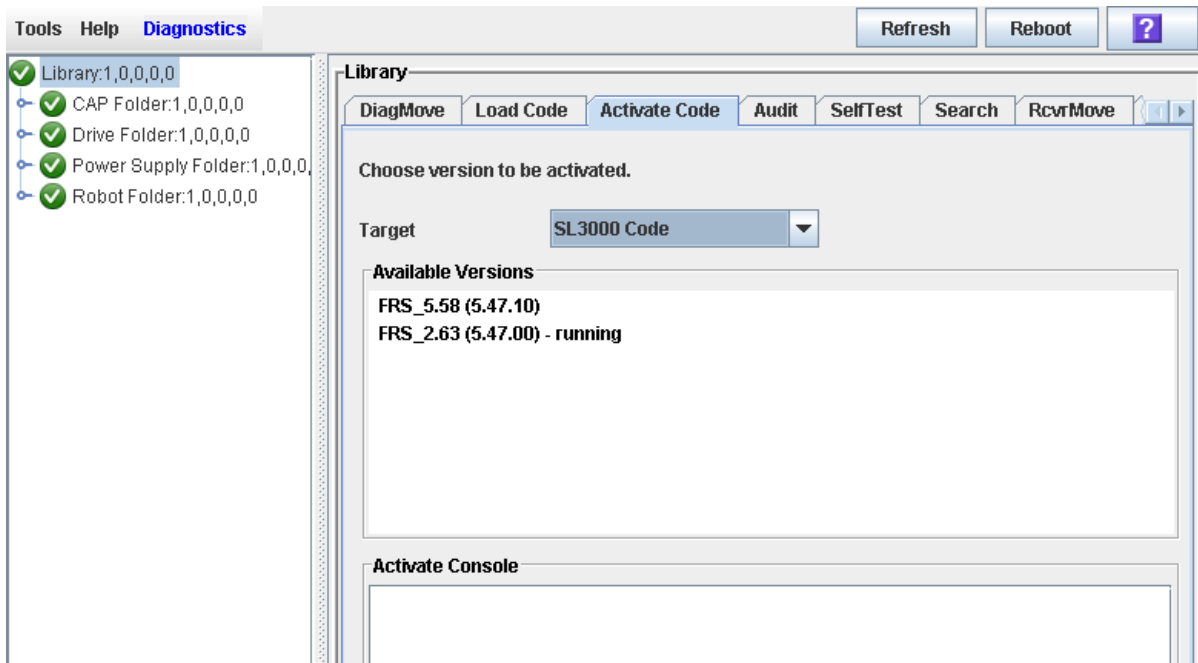 Tools Help Diagnostics
Refresh Reboot ?
Library:1,0,0,0,0
CAP Folder:1,0,0,0,0
Drive Folder:1,0,0,0,0
Power Supply Folder:1,0,0,0,
Robot Folder:1,0,0,0,0
Library
DiagMove Load Code Activate Code Audit SelfTest Search RcvrMove
Choose version to be activated.
Target SL3000 Code
Available Versions
FRS_5.58 (5.47.10)
FRS_2.63 (5.47.00) - running
Activate Console